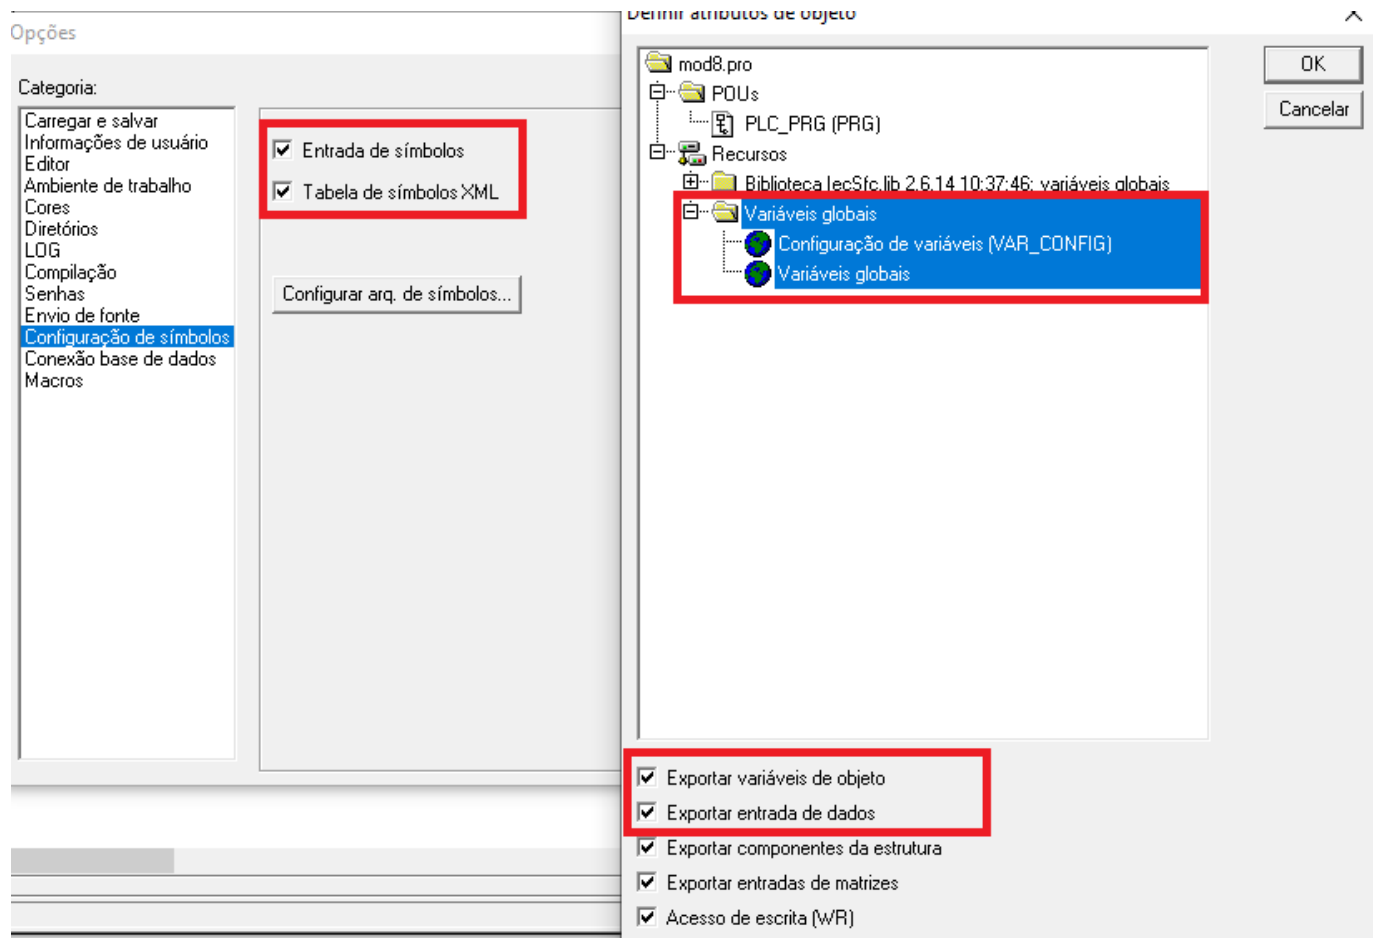 Opções
Categoria:
Carregar e salvar
Informações de usuário
Editor
Ambiente de trabalho
Cores
Diretórios
LOG
Compilação
Senhas
Envio de fonte
Configuração de símbolos
Conexão base de dados
Macros
Entrada de símbolos
Tabela de símbolos XML
Configurar arq. de símbolos...
Definir atributos de objeto
mod8.pro
POUs
PLC_PRG (PRG)
Recursos
Biblioteca IecSfc.lib 2.6.14 10:37:46: variáveis globais
Variáveis globais
Configuração de variáveis (VAR_CONFIG)
Variáveis globais
OK
Cancelar
Exportar variáveis de objeto
Exportar entrada de dados
Exportar componentes da estrutura
Exportar entradas de matrizes
Acesso de escrita (WR)